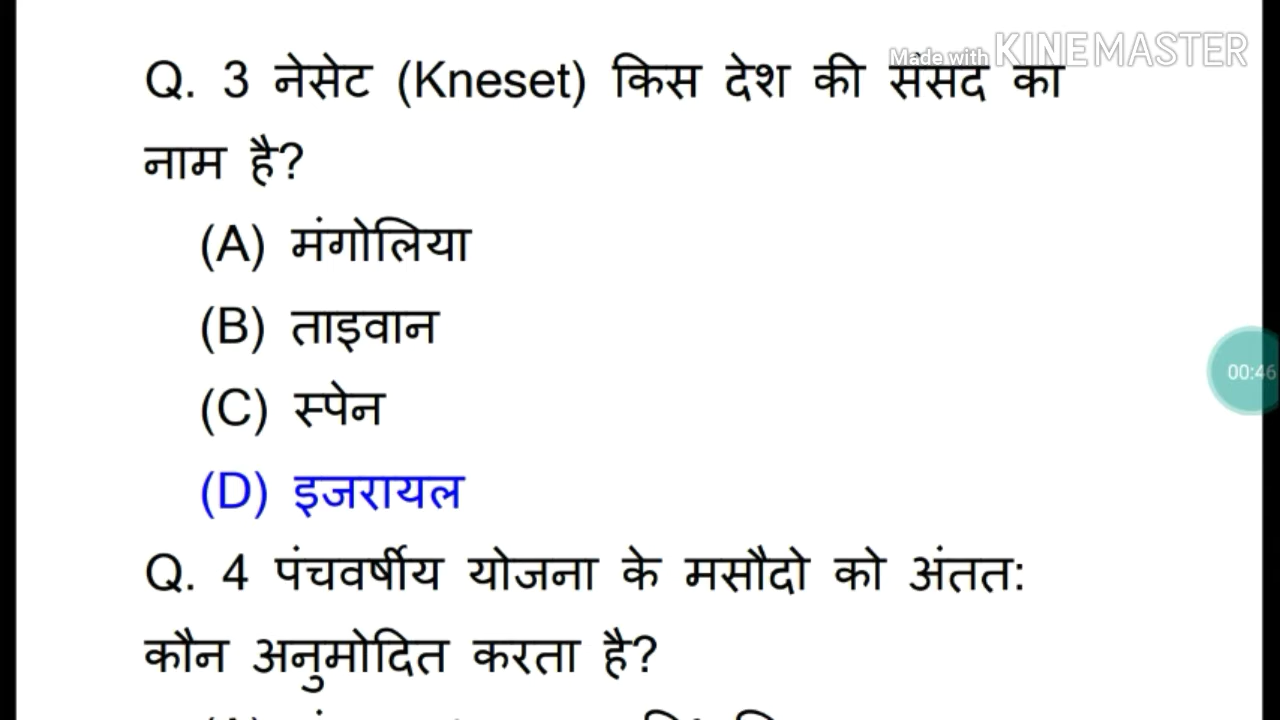 Made with KINEMASTER
Q. 3 नेसेट (Kneset) किस देश की संसद का
नाम है?
(A) मंगोलिया
(B) ताइवान
(C) स्पेन
(D) इजरायल
00:46
Q. 4 पंचवर्षीय योजना के मसौदो को अंतत:
कौन अनुमोदित करता है?